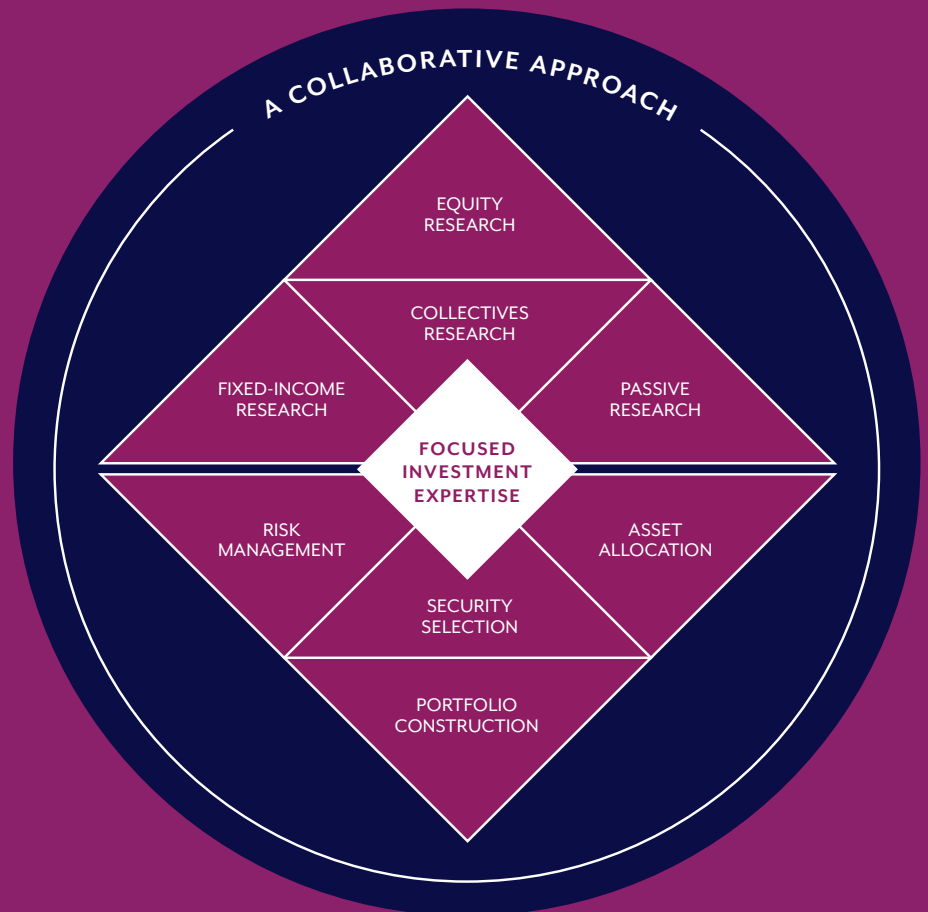 A COLLABORATIVE APPROACH
EQUITY
RESEARCH
COLLECTIVES
RESEARCH
FIXED-INCOME
RESEARCH
PASSIVE
RESEARCH
FOCUSED
INVESTMENT
EXPERTISE
RISK
MANAGEMENT
ASSET
ALLOCATION
SECURITY
SELECTION
PORTFOLIO
CONSTRUCTION